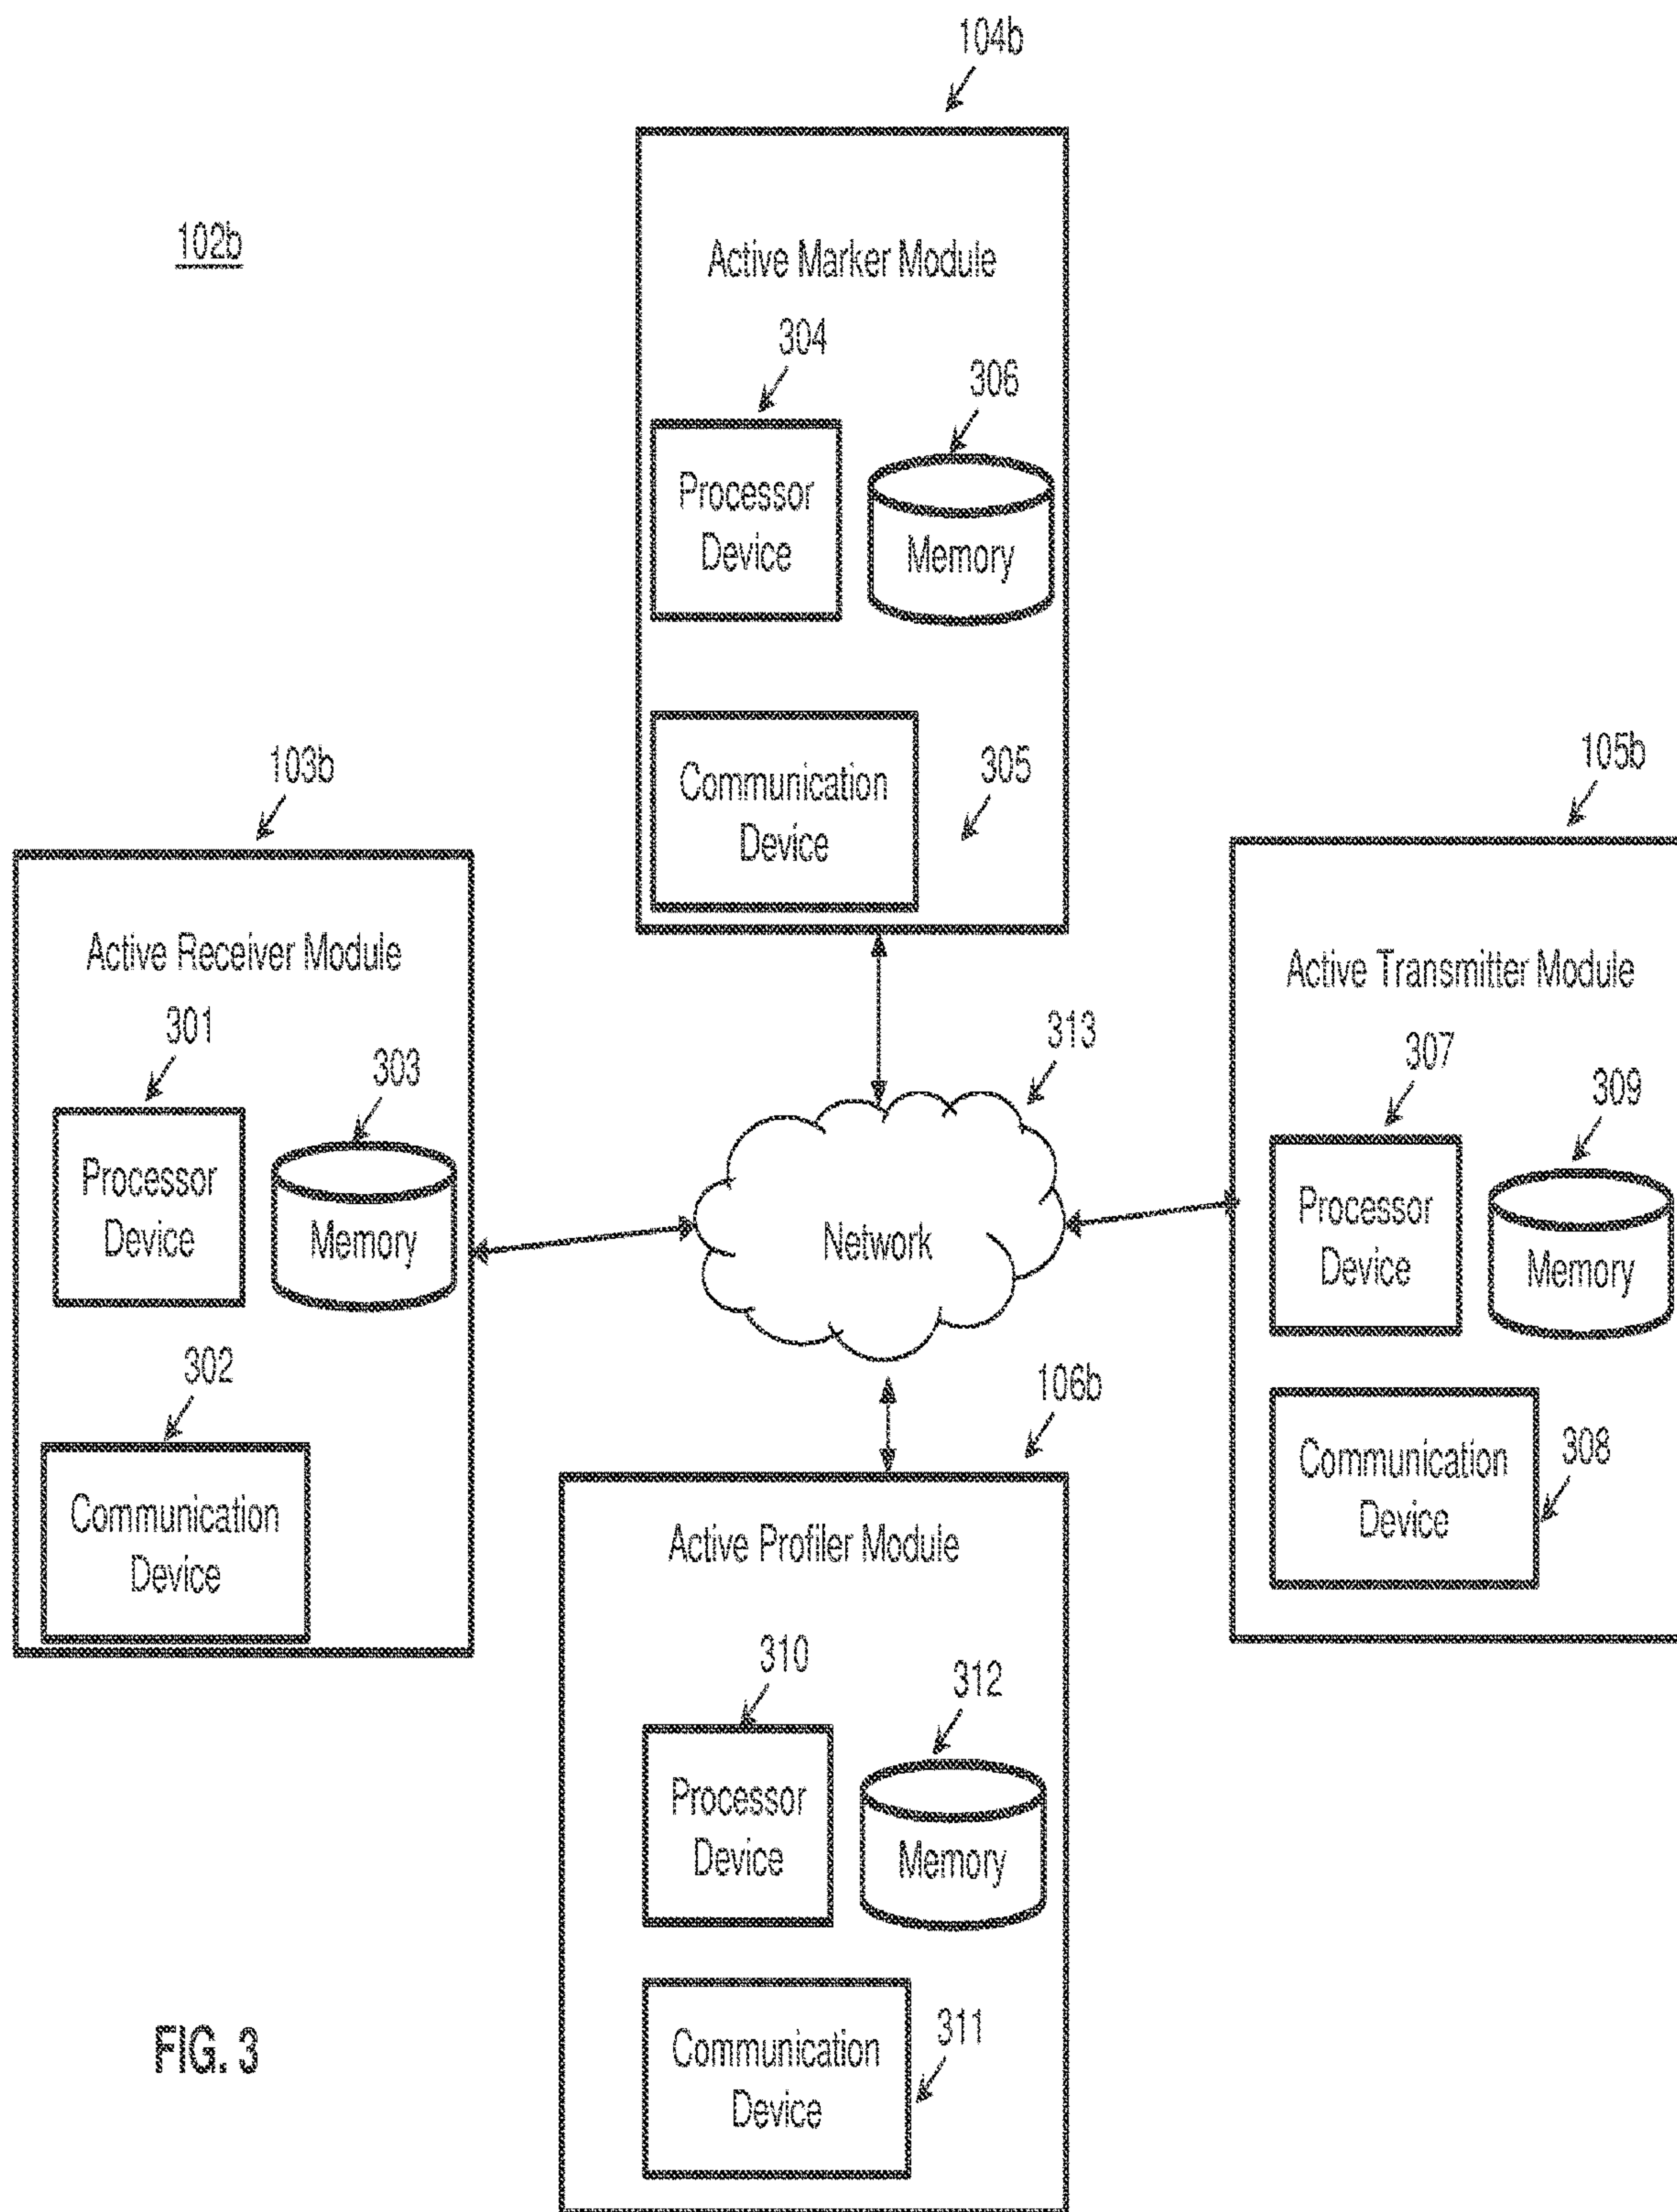 104b
102b
Active Marker Module
304
306
Processor
Device
Memory
103b
Communication
Device
305
105b
Active Receiver Module
301
303
Processor
Device
Memory
302
Communication
Device
313
Network
Active Transmitter Module
307
309
Processor
Device
Memory
Communication
Device
308
106b
Active Profiler Module
310
312
Processor
Device
Memory
Communication
Device
311
FIG. 3